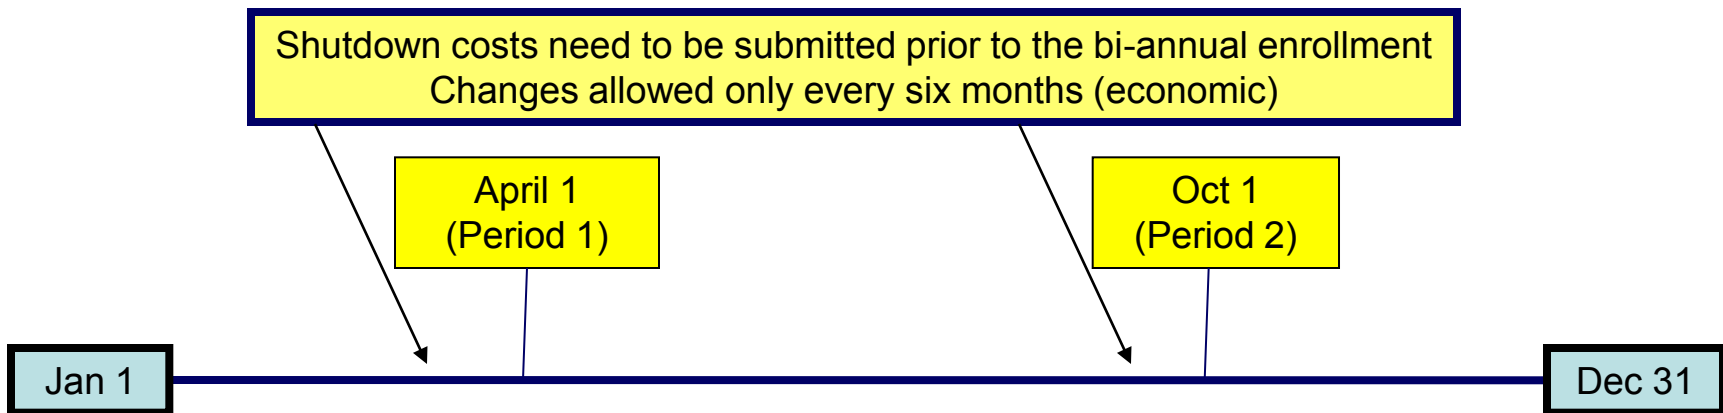 Shutdown costs need to be submitted prior to the bi-annual enrollment
Changes allowed only every six months (economic)
April 1
(Period 1)
Oct 1
(Period 2)
Jan 1
Dec 31